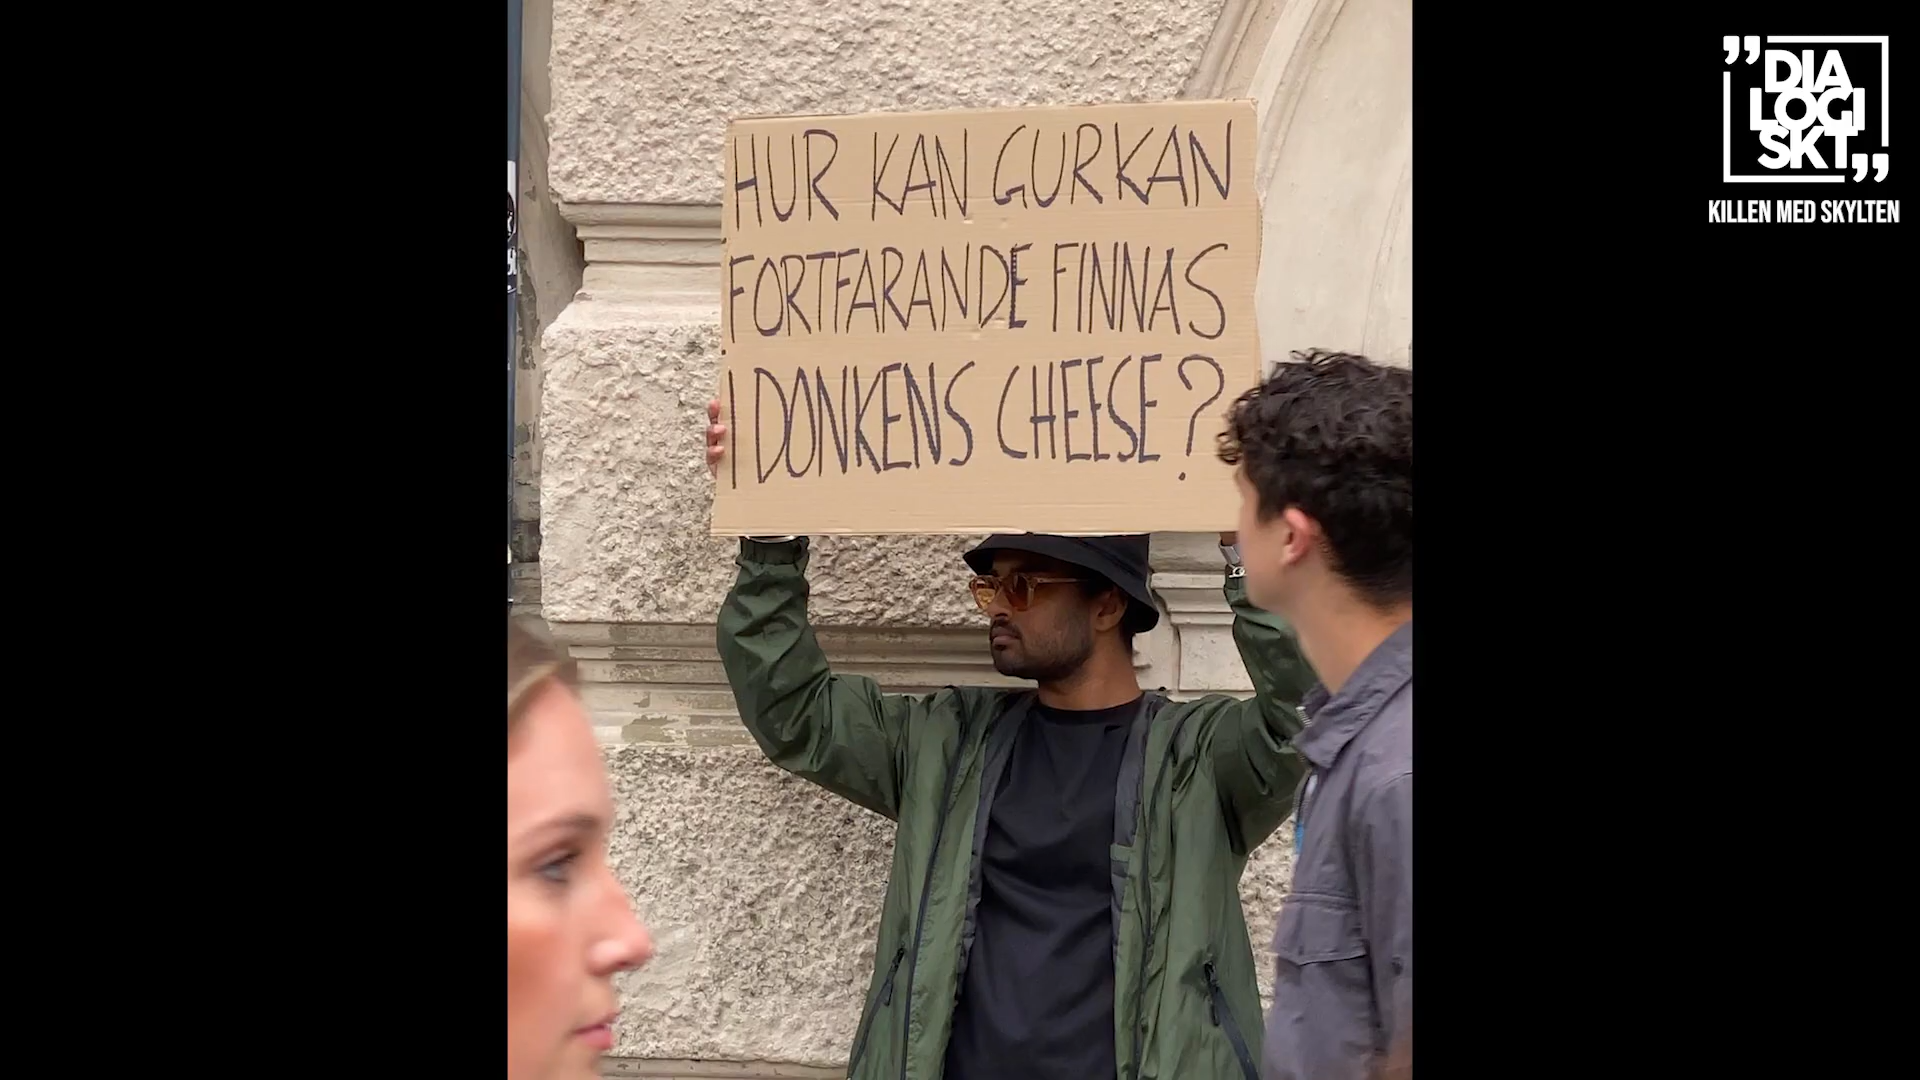 HUR KAN GURKAN
FORTFARANDE FINNAS
I DONKENS CHEESE?
"DIA
LOGI
SKT"
KILLEN MED SKYLTEN